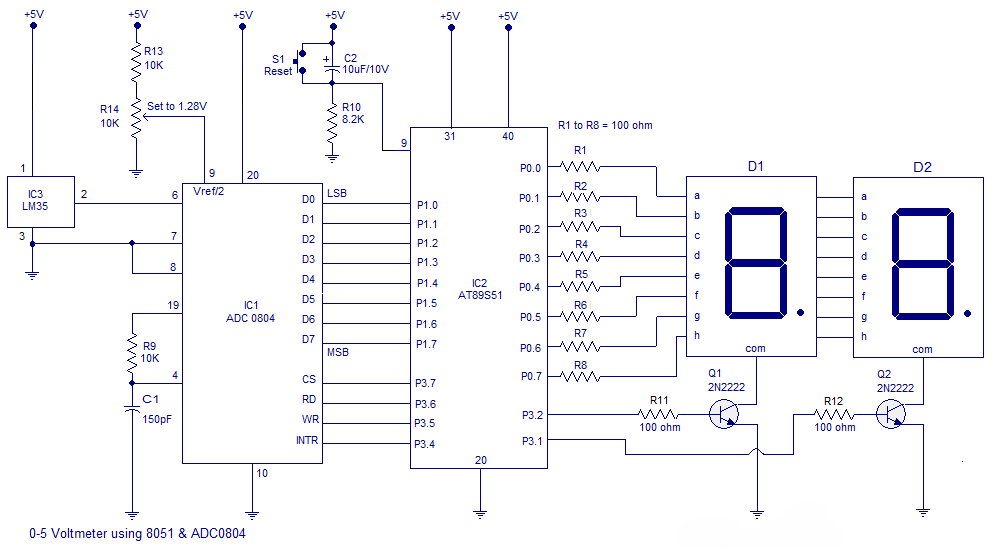 +5V
+5V
+5V
+5V
+5V
+5V
R13
10K
R14
10K
Set to 1.28V
S1
Reset
+
C2
10uF/10V
R10
8.2K
1
IC3
LM35
2
3
9
Vref/2
20
6
7
8
19
4
R9
10K
C1
150pF
IC1
ADC 0804
10
LSB
D0
D1
D2
D3
D4
D5
D6
D7
MSB
CS
RD
WR
INTR
9
31
40
P1.0
P1.1
P1.2
P1.3
P1.4
P1.5
P1.6
P1.7
P3.7
P3.6
P3.5
P3.4
IC2
AT89S51
20
P0.0
P0.1
P0.2
P0.3
P0.4
P0.5
P0.6
P0.7
P3.2
P3.1
R1 to R8 = 100 ohm
R1
R2
R3
R4
R5
R6
R7
R8
R11
100 ohm
Q1
2N2222
R12
100 ohm
Q2
2N2222
D1
a
b
c
d
e
f
g
h
8.
com
D2
a
b
c
d
e
f
g
h
8.
com
0-5 Voltmeter using 8051 & ADC0804